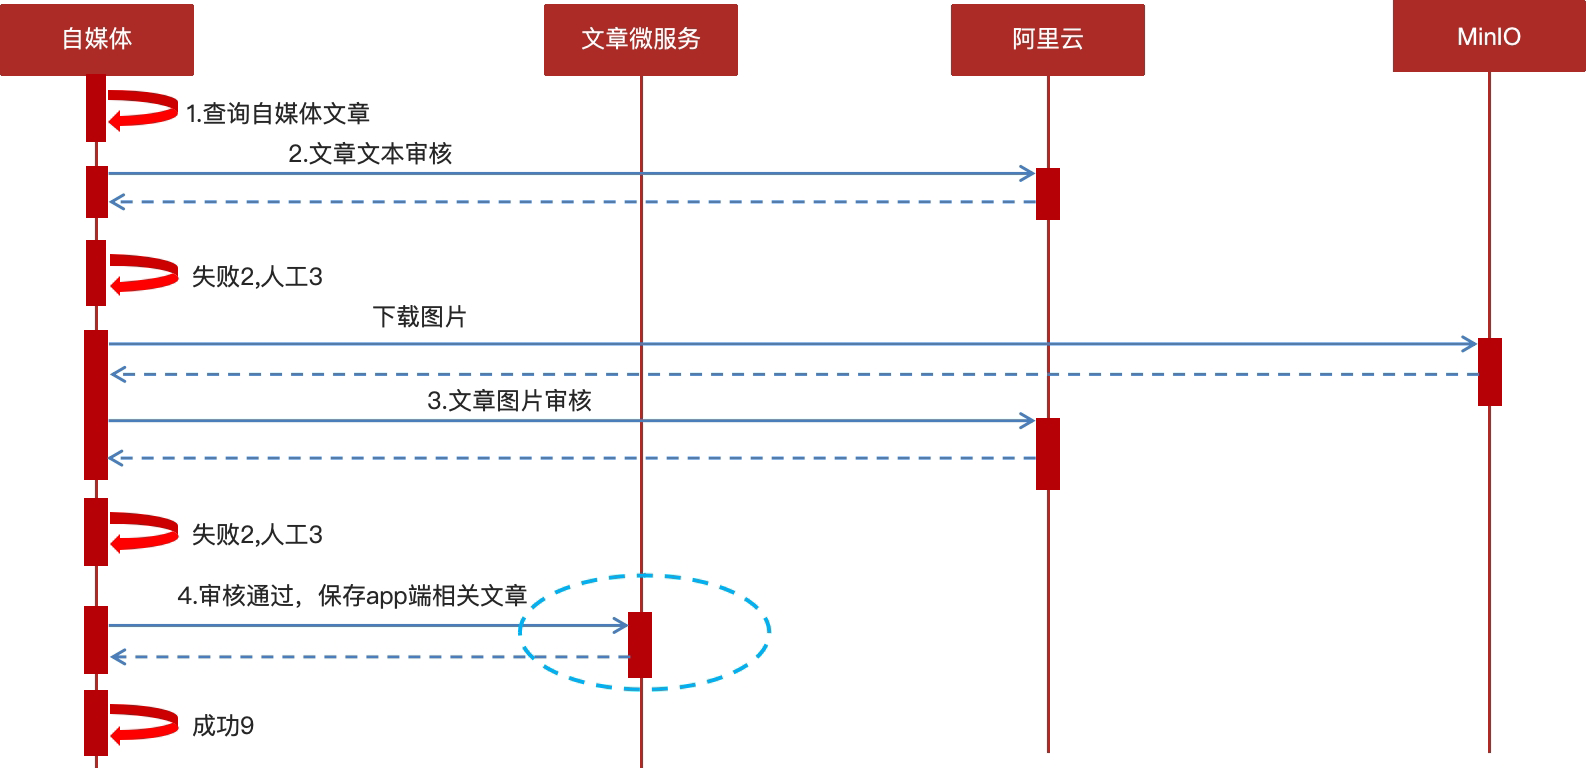 自媒体
文章微服务
阿里云
MinIO
1.查询自媒体文章
2.文章文本审核
失败2,人工3
下载图片
3.文章图片审核
失败2,人工3
4.审核通过，保存app端相关文章
成功9